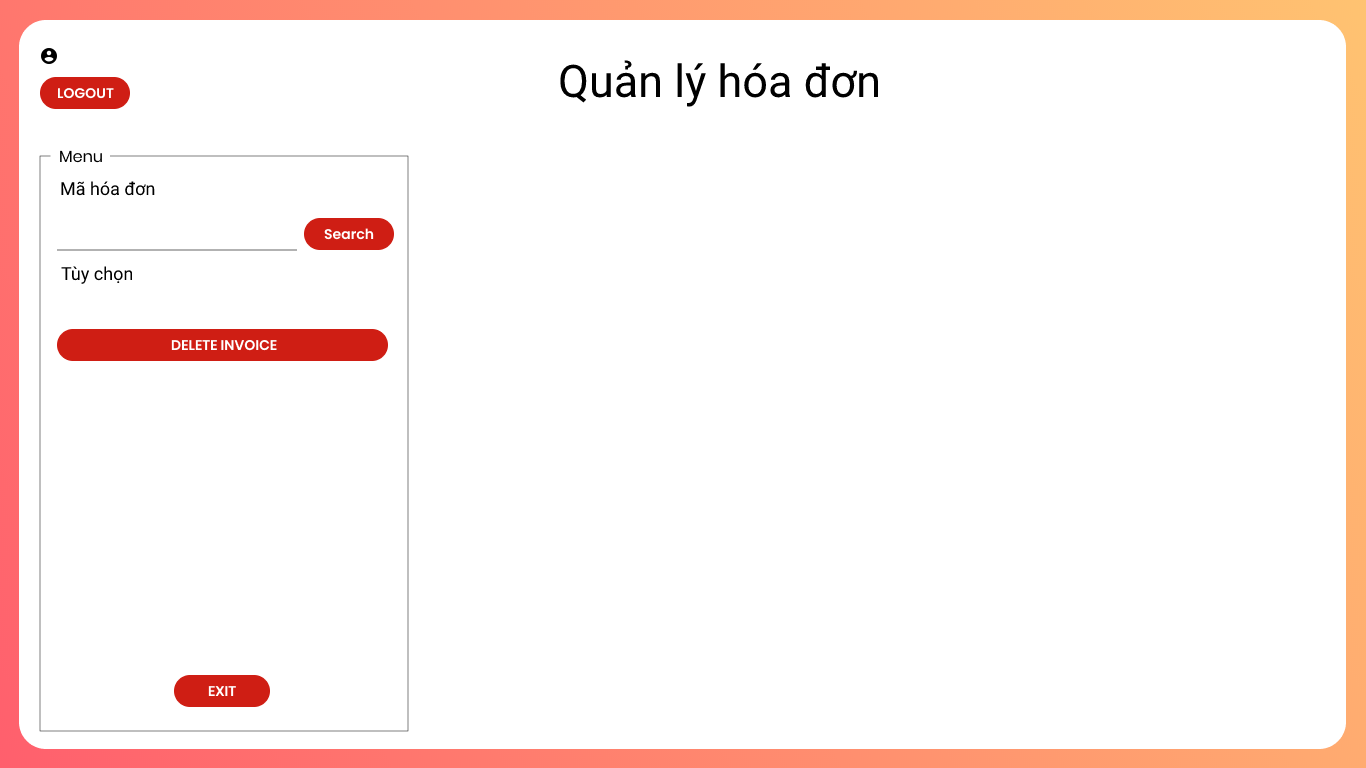 Quản lý hóa đơn
LOGOUT
Menu
Mã hóa đơn
Search
Tùy chọn
DELETE INVOICE
EXIT